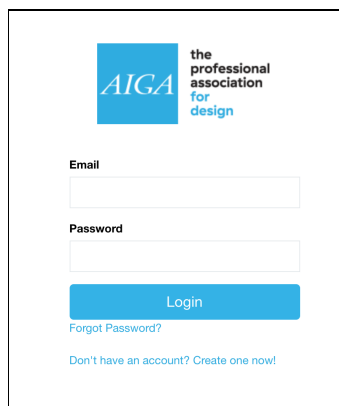 AIGA
the
professional
association
for
design
Email
Password
Login
Forgot Password?
Don't have an account? Create one now!